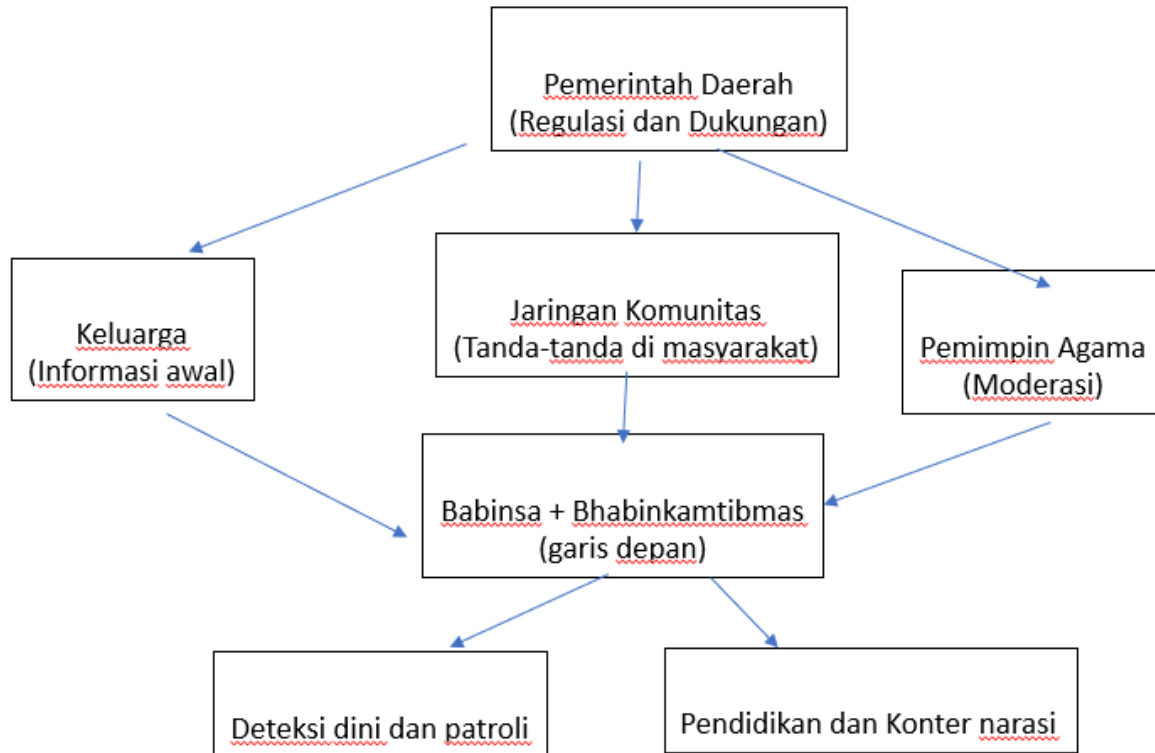 Pemerintah Daerah
(Regulasi dan Dukungan)
Keluarga
(Informasi awal)
Jaringan Komunitas
(Tanda-tanda di masyarakat)
Pemimpin Agama
(Moderasi)
Babinsa + Bhabinkamtibmas
(garis depan)
Deteksi dini dan patroli
Pendidikan dan Konter narasi